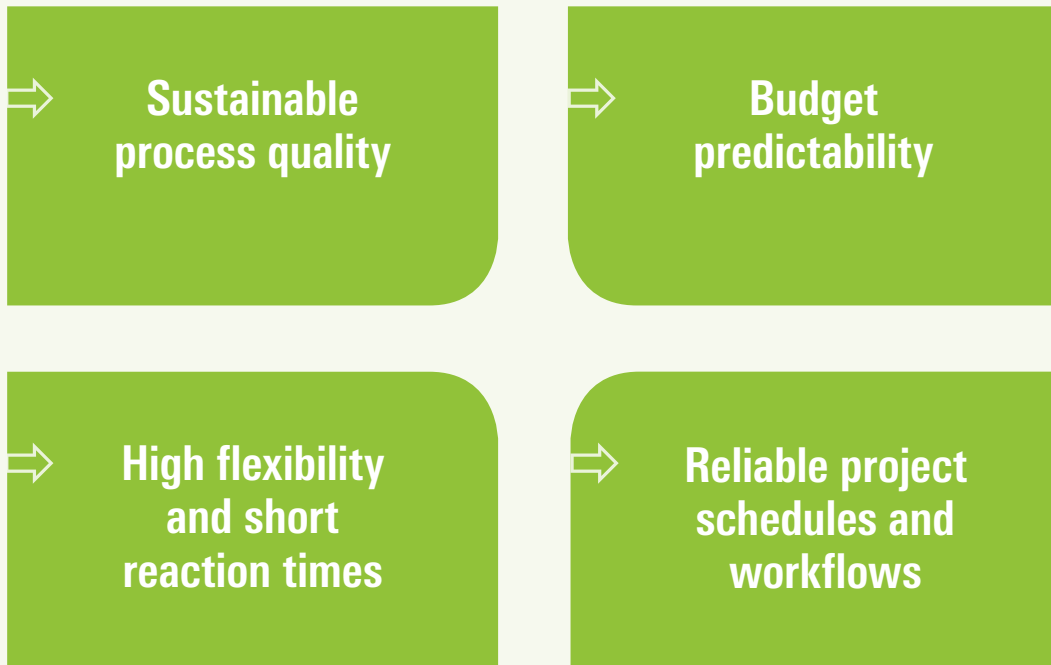 Sustainable
process quality
Budget
predictability
High flexibility
and short
reaction times
Reliable project
schedules and
workflows